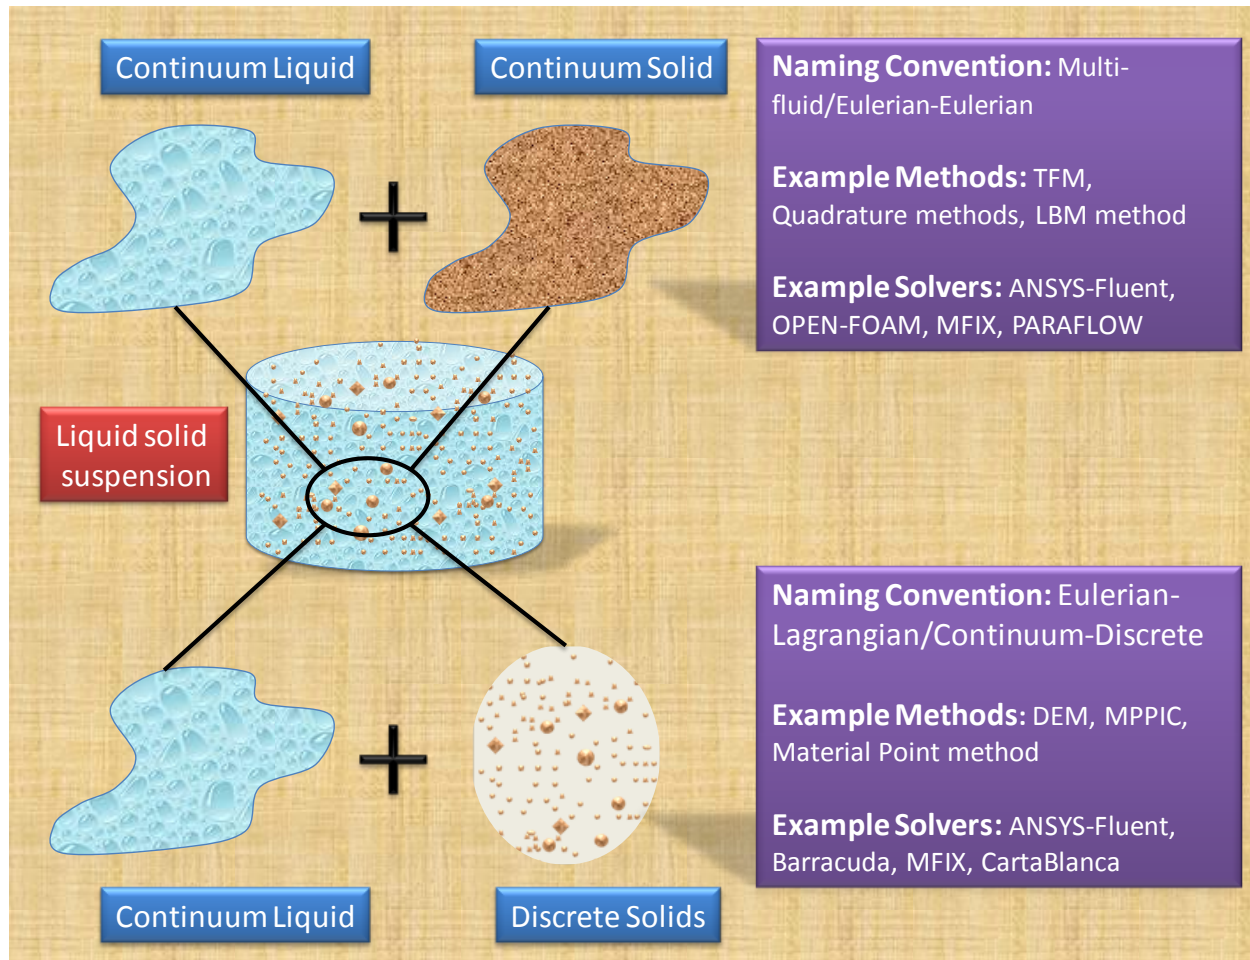 Continuum Liquid
Continuum Solid
Naming Convention: Multi-
fluid/Eulerian-Eulerian
Example Methods: TFM,
Quadrature methods, LBM method
Example Solvers: ANSYS-Fluent,
OPEN-FOAM, MFIX, PARAFLOW
Liquid solid
suspension
Naming Convention: Eulerian-
Lagrangian/Continuum-Discrete
Example Methods: DEM, MPPIC,
Material Point method
Example Solvers: ANSYS-Fluent,
Barracuda, MFIX, CartaBlanca
Continuum Liquid
Discrete Solids